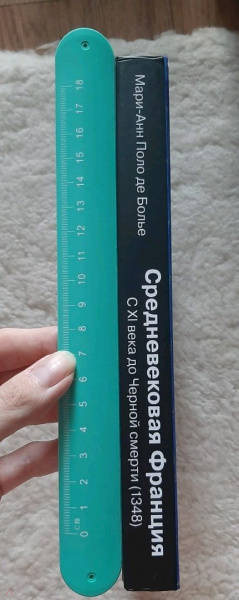 Мари-Анн Поло де Болье
Средневековая Франция
С XI века до Черной смерти (1348)
0 1 2 3 4 5 6 7 8 9 10 11 12 13 14 15 16 17 18
см